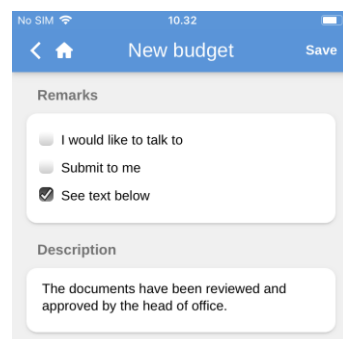 No SIM 10.32
New budget Save
Remarks
I would like to talk to
Submit to me
See text below
Description
The documents have been reviewed and
approved by the head of office.